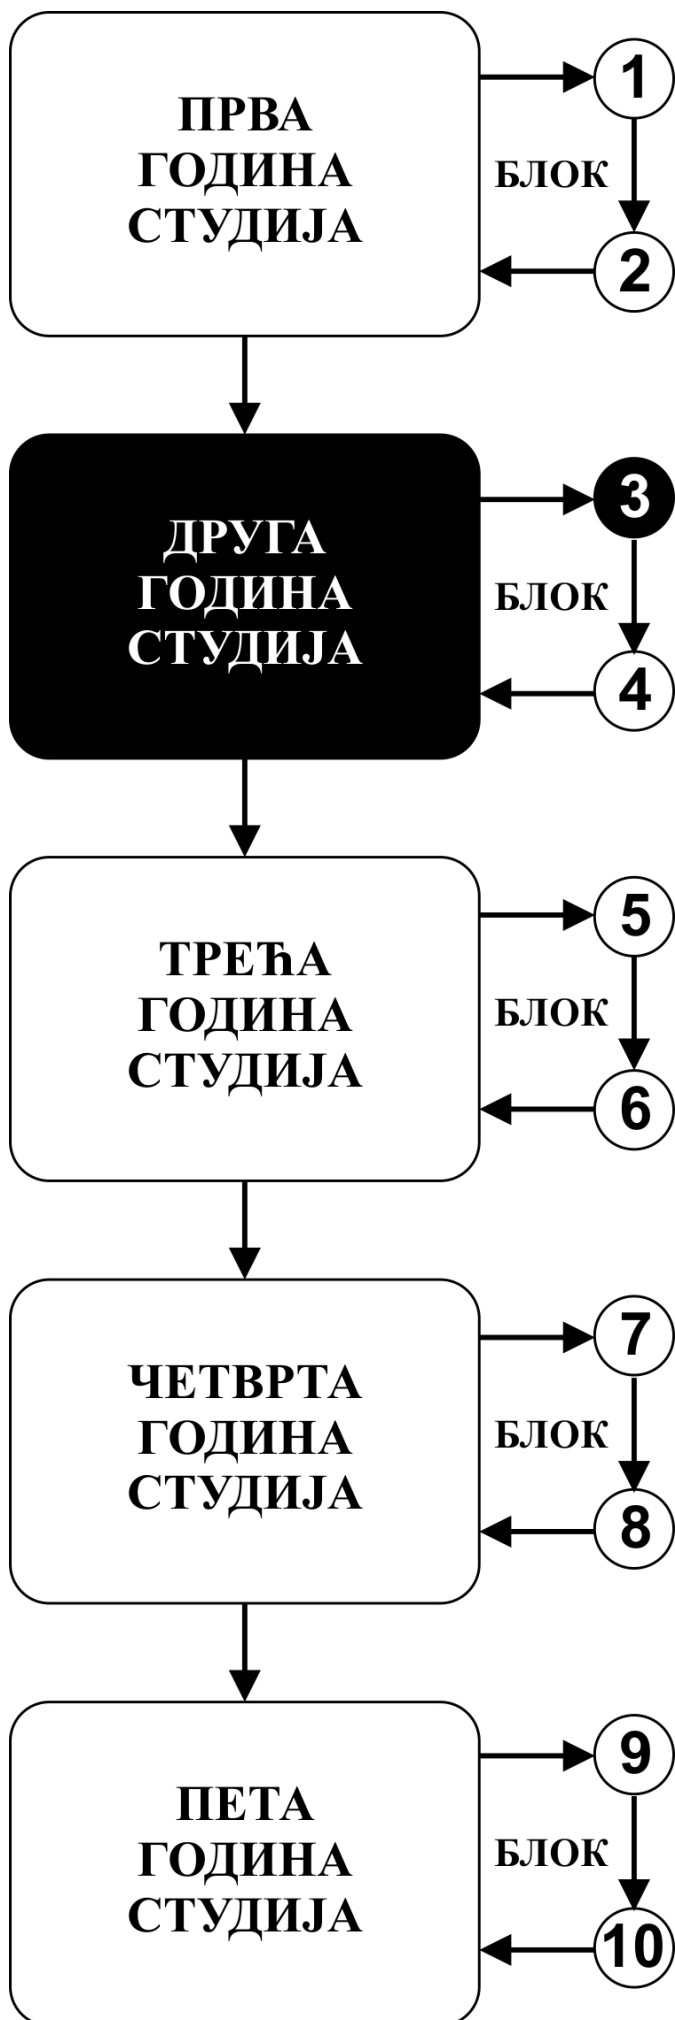 ПРВА
ГОДИНА
СТУДИЈА
1
БЛОК
2
ДРУГА
ГОДИНА
СТУДИЈА
3
БЛОК
4
ТРЕЋА
ГОДИНА
СТУДИЈА
5
БЛОК
6
ЧЕТВРТА
ГОДИНА
СТУДИЈА
7
БЛОК
8
ПЕТА
ГОДИНА
СТУДИЈА
9
БЛОК
10